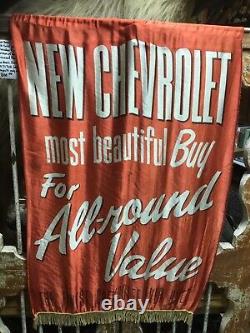 NEW CHEVROLET
most beautiful Buy
For
All-round
Value